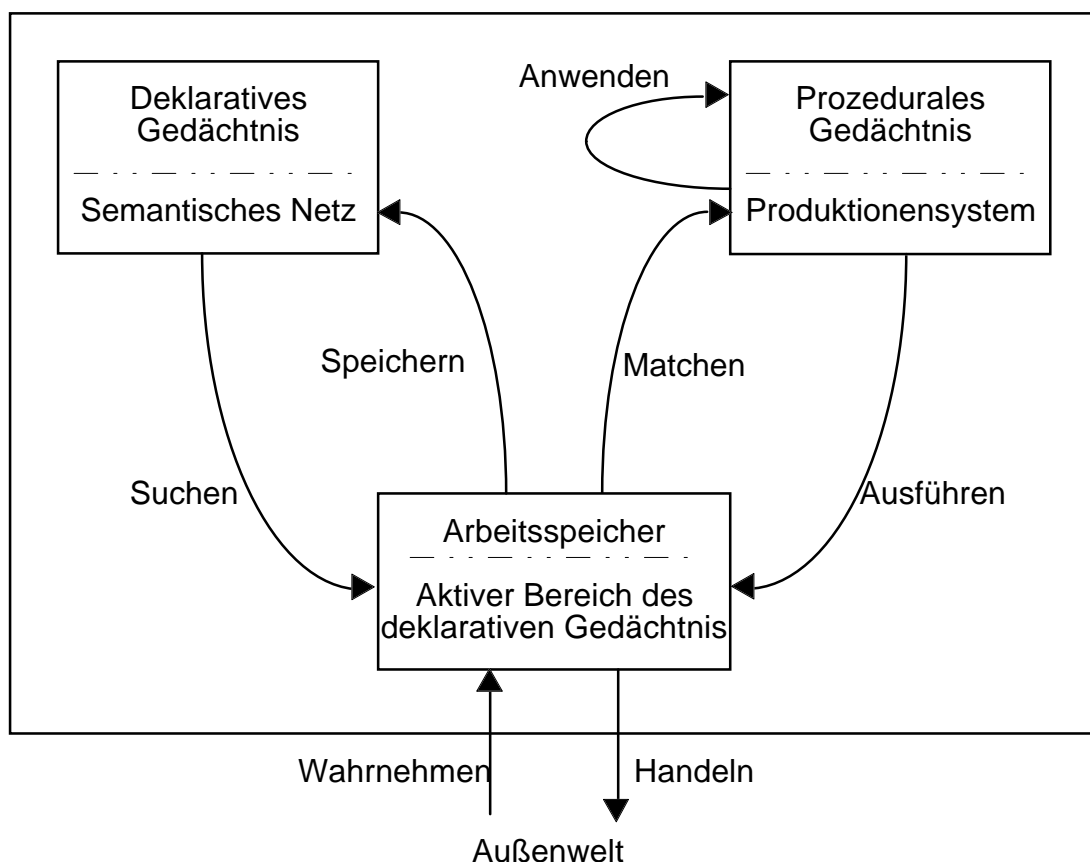 Deklaratives
Gedächtnis
Semantisches Netz
Anwenden
Prozedurales
Gedächtnis
Produktionensystem
Speichern
Matchen
Suchen
Ausführen
Arbeitsspeicher
Aktiver Bereich des
deklarativen Gedächtnis
Wahrnehmen
Handeln
Außenwelt